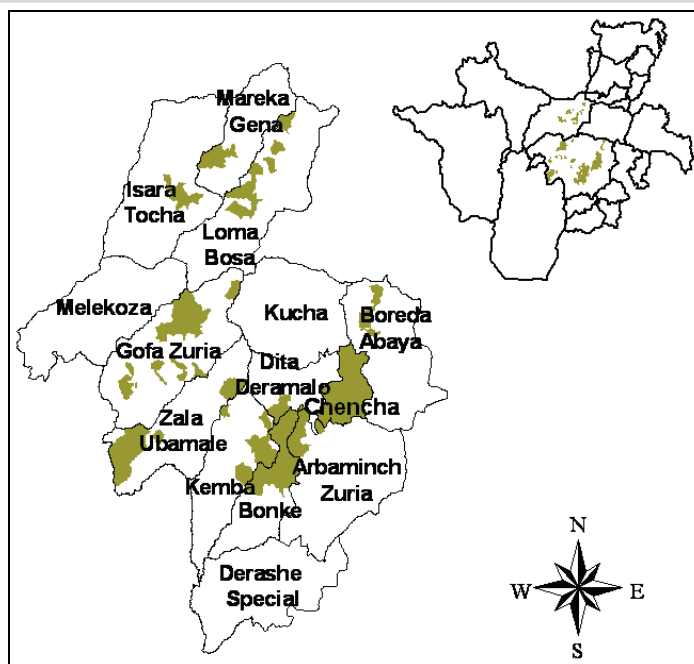 Mareka
Gena
Isara
Tocha
Loma
Bosa
Melekoza
Kucha
Boreda
Abaya
Gofa Zuria
Dita
Deramalo
Chencha
Zala
Ubamale
Kemba
Arbaminch
Zuria
Bonke
Derashe
Special
N
W
E
S